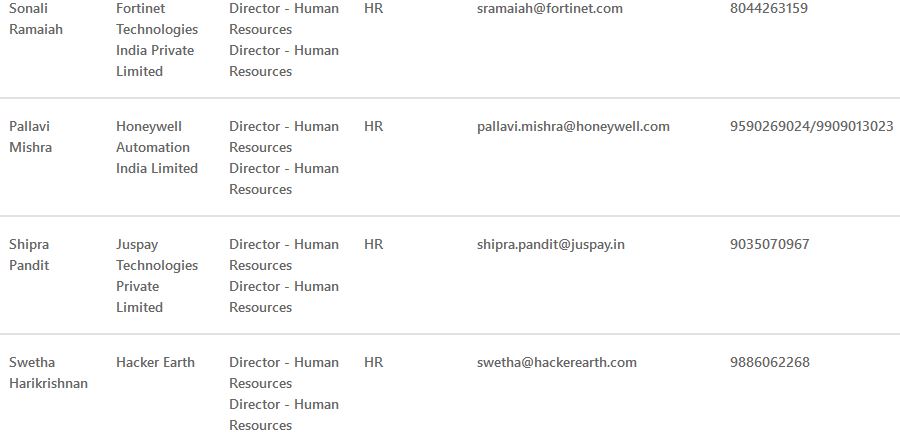 Sonali Ramaiah Fortinet Technologies India Private Limited Director - Human Resources Director - Human Resources HR sramaiah@fortinet.com 8044263159
Pallavi Mishra Honeywell Automation India Limited Director - Human Resources Director - Human Resources HR pallavi.mishra@honeywell.com 9590269024/9909013023
Shipra Pandit Juspay Technologies Private Limited Director - Human Resources Director - Human Resources HR shipra.pandit@juspay.in 9035070967
Swetha Harikrishnan Hacker Earth Director - Human Resources Director - Human Resources HR swetha@hackerearth.com 9886062268